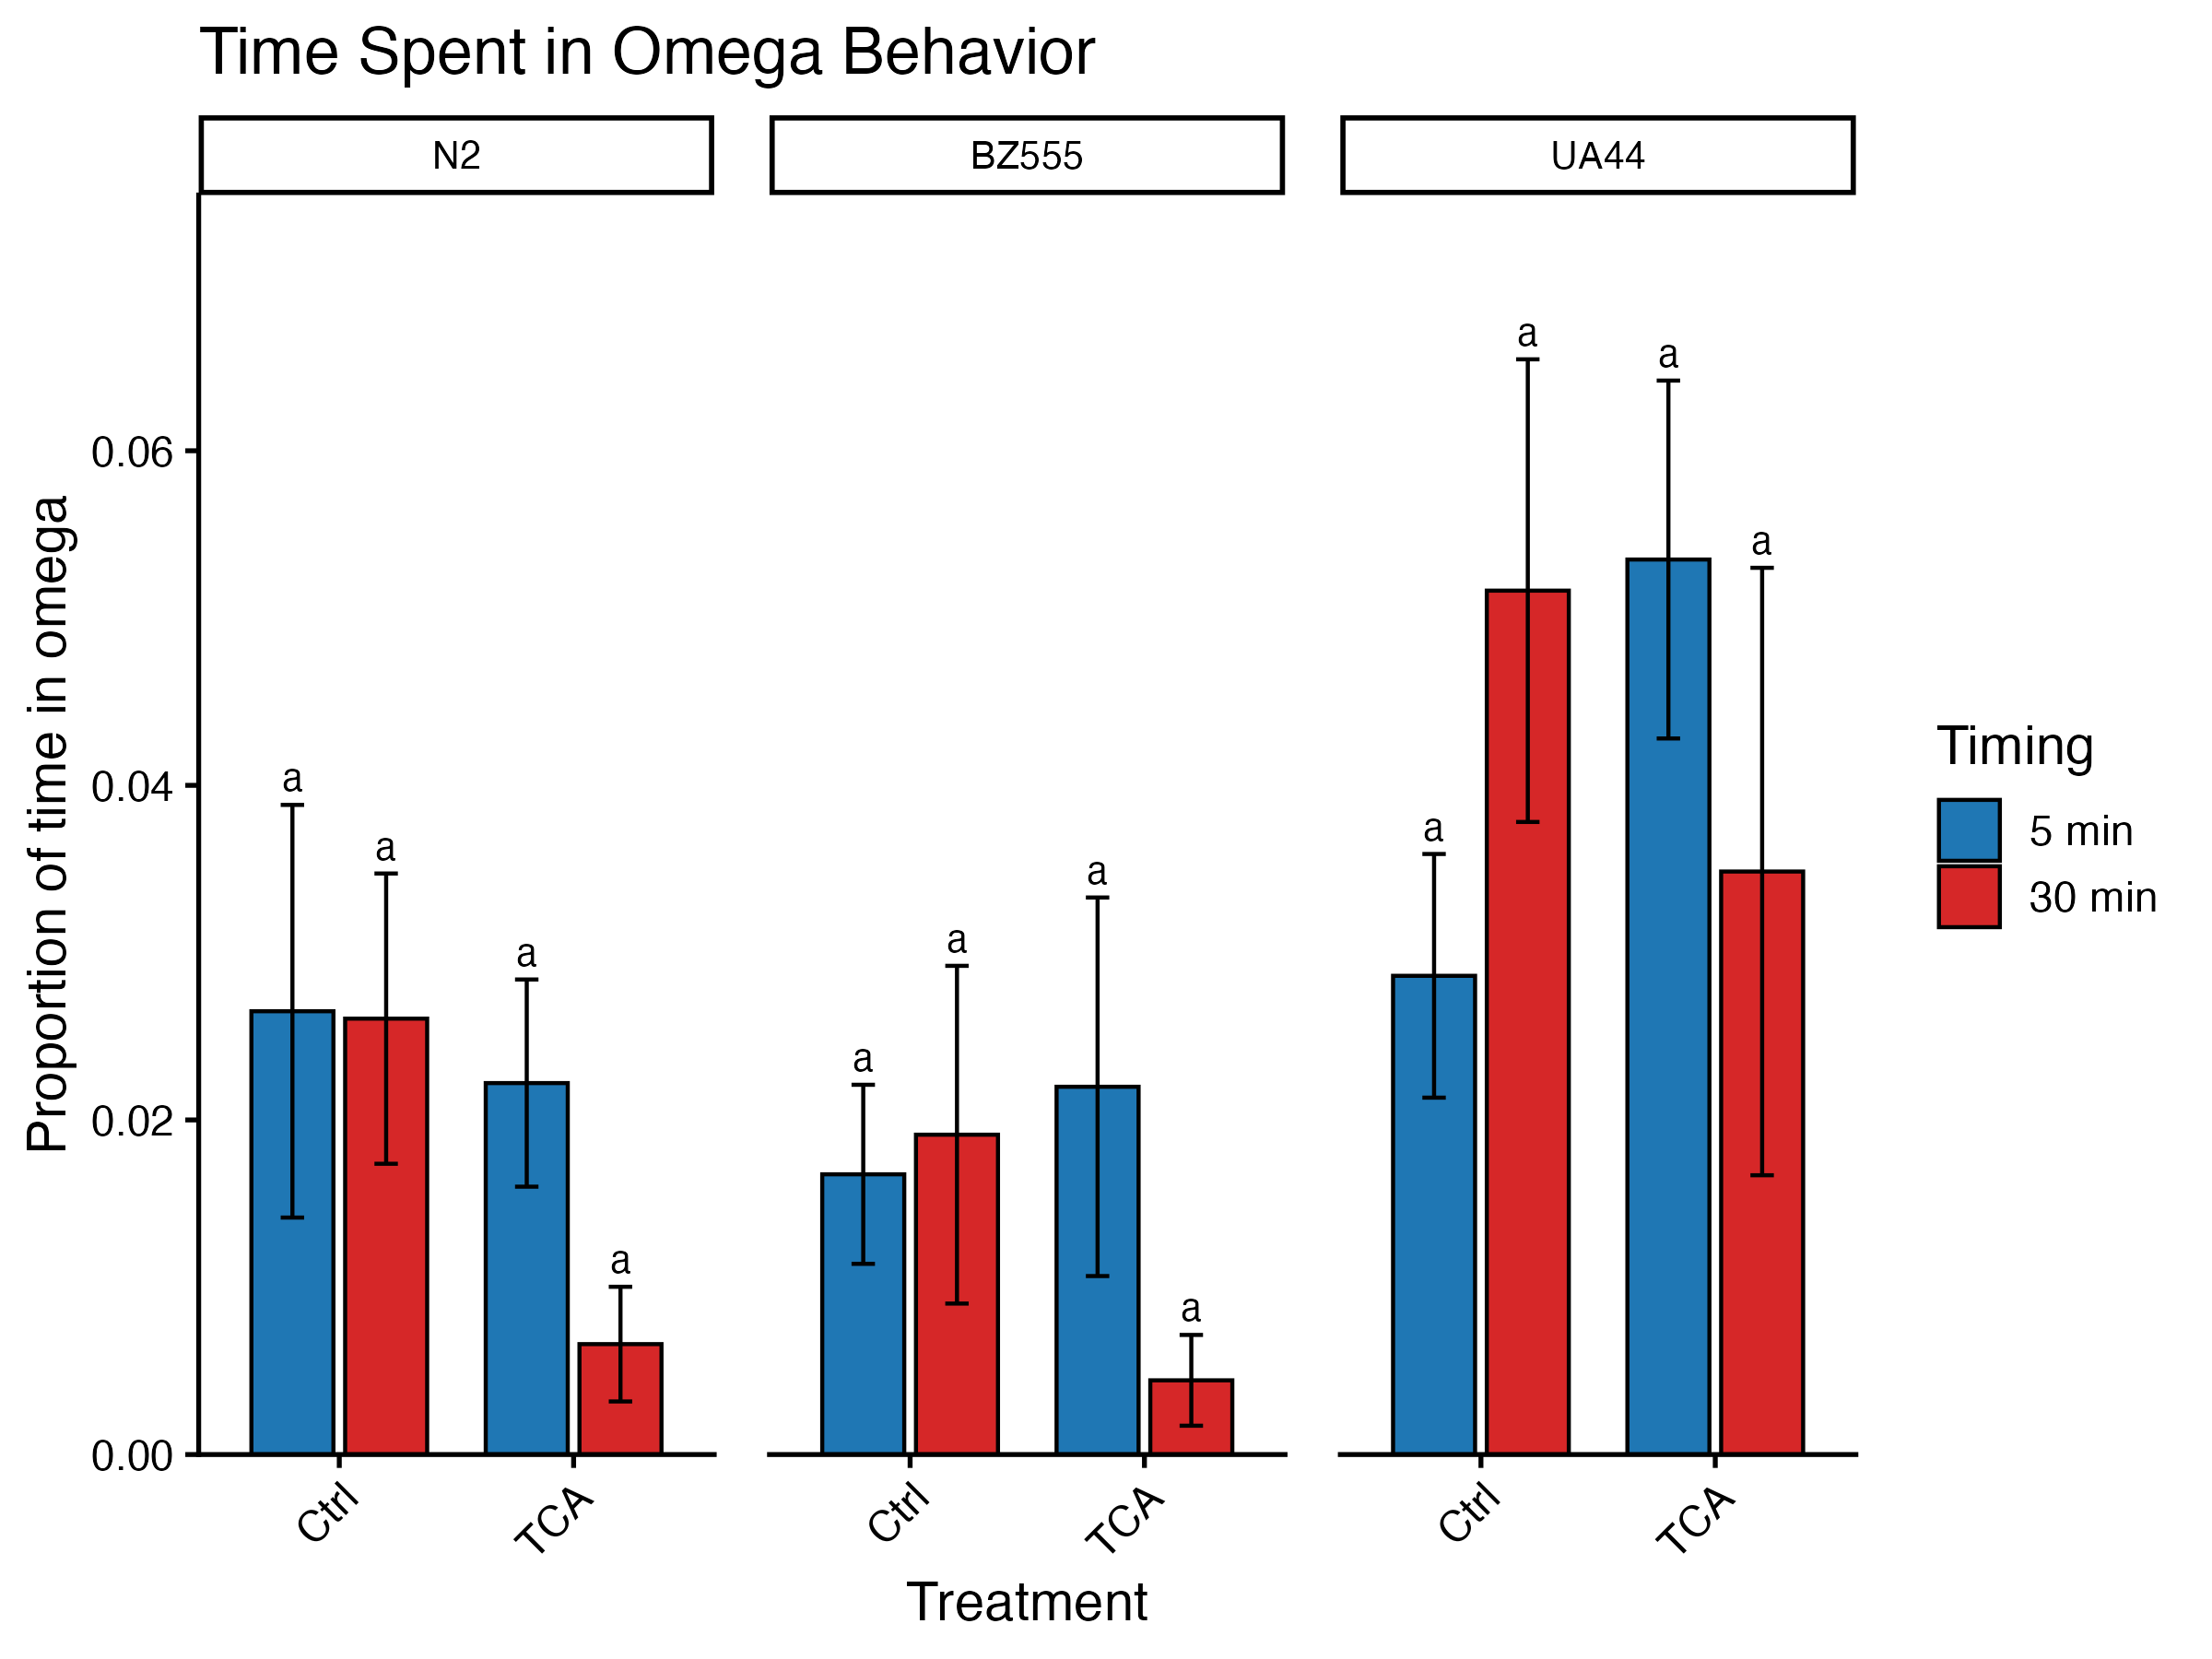 Time Spent in Omega Behavior
N2
BZ555
UA44
Proportion of time in omega
0.06
0.04
0.02
0.00
a
a
a
a
a
a
a
a
a
a
a
a
Ctrl
TCA
Ctrl
TCA
Ctrl
TCA
Treatment
Timing
5 min
30 min